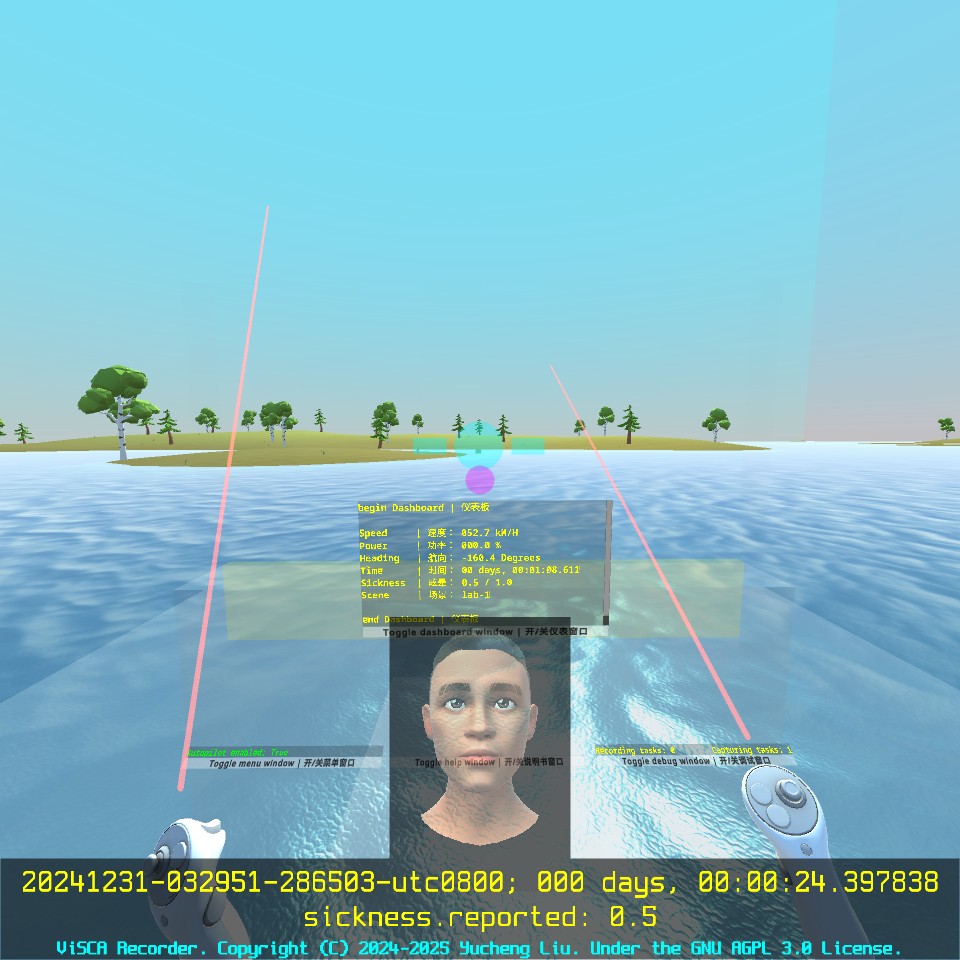 begin Dashboard | 仪表板
Speed | 速度: 052.7 kM/H
Power | 功率: 000.0 %
Heading | 航向: -160.4 Degrees
Time | 时间: 00 days, 00:01:08.611
Sickness | 眩晕: 0.5 / 1.0
Scene | 场景: lab-1
end Dashboard | 仪表板
Toggle dashboard window | 开/关仪表窗口
Autopilot enabled: True
Toggle menu window | 开/关菜单窗口
Toggle help window | 开/关说明书窗口
Recording tasks: 0 Capturing tasks: 1
Toggle debug window | 开/关调试窗口
20241231-032951-286503-utc0800; 000 days, 00:00:24.397838
sickness.reported: 0.5
ViSCA Recorder. Copyright (C) 2024-2025 Yucheng Liu. Under the GNU AGPL 3.0 License.